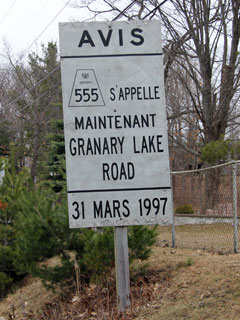 AVIS
555 S'APPELLE
MAINTENANT
GRANARY LAKE
ROAD
31 MARS 1997